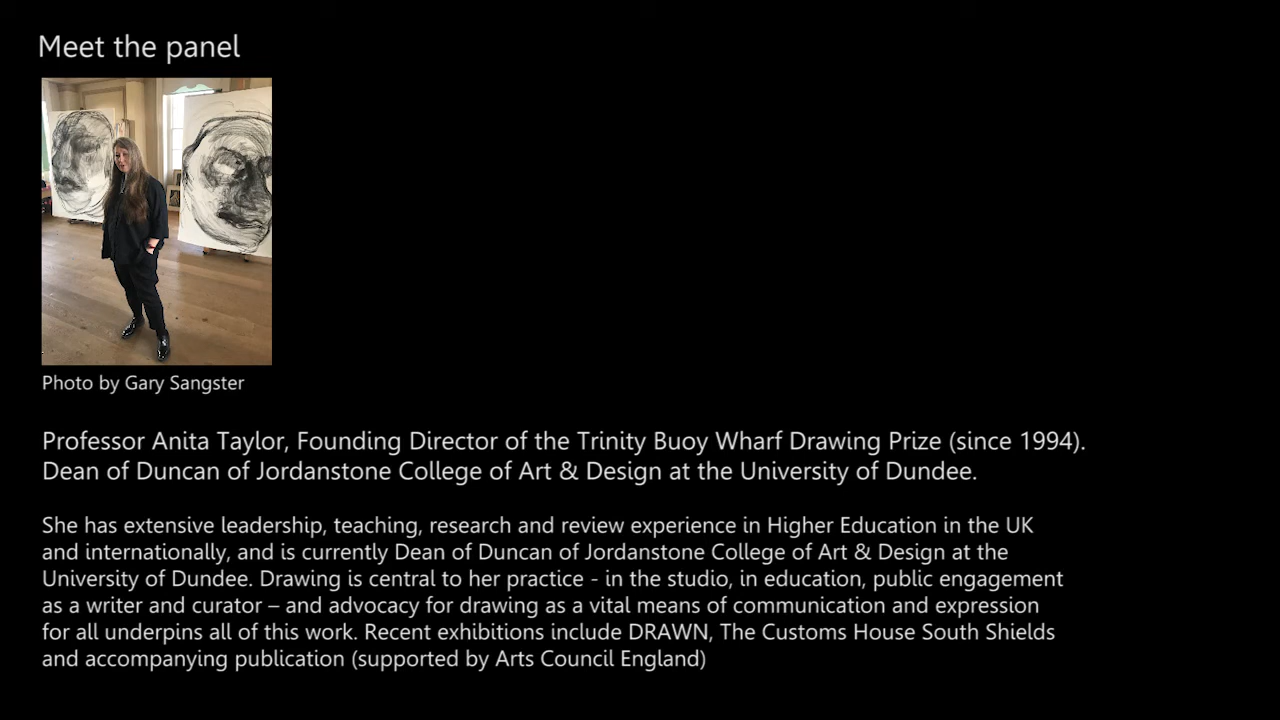 Meet the panel
Photo by Gary Sangster
Professor Anita Taylor, Founding Director of the Trinity Buoy Wharf Drawing Prize (since 1994).
Dean of Duncan of Jordanstone College of Art & Design at the University of Dundee.
She has extensive leadership, teaching, research and review experience in Higher Education in the UK
and internationally, and is currently Dean of Duncan of Jordanstone College of Art & Design at the
University of Dundee. Drawing is central to her practice - in the studio, in education, public engagement
as a writer and curator – and advocacy for drawing as a vital means of communication and expression
for all underpins all of this work. Recent exhibitions include DRAWN, The Customs House South Shields
and accompanying publication (supported by Arts Council England)